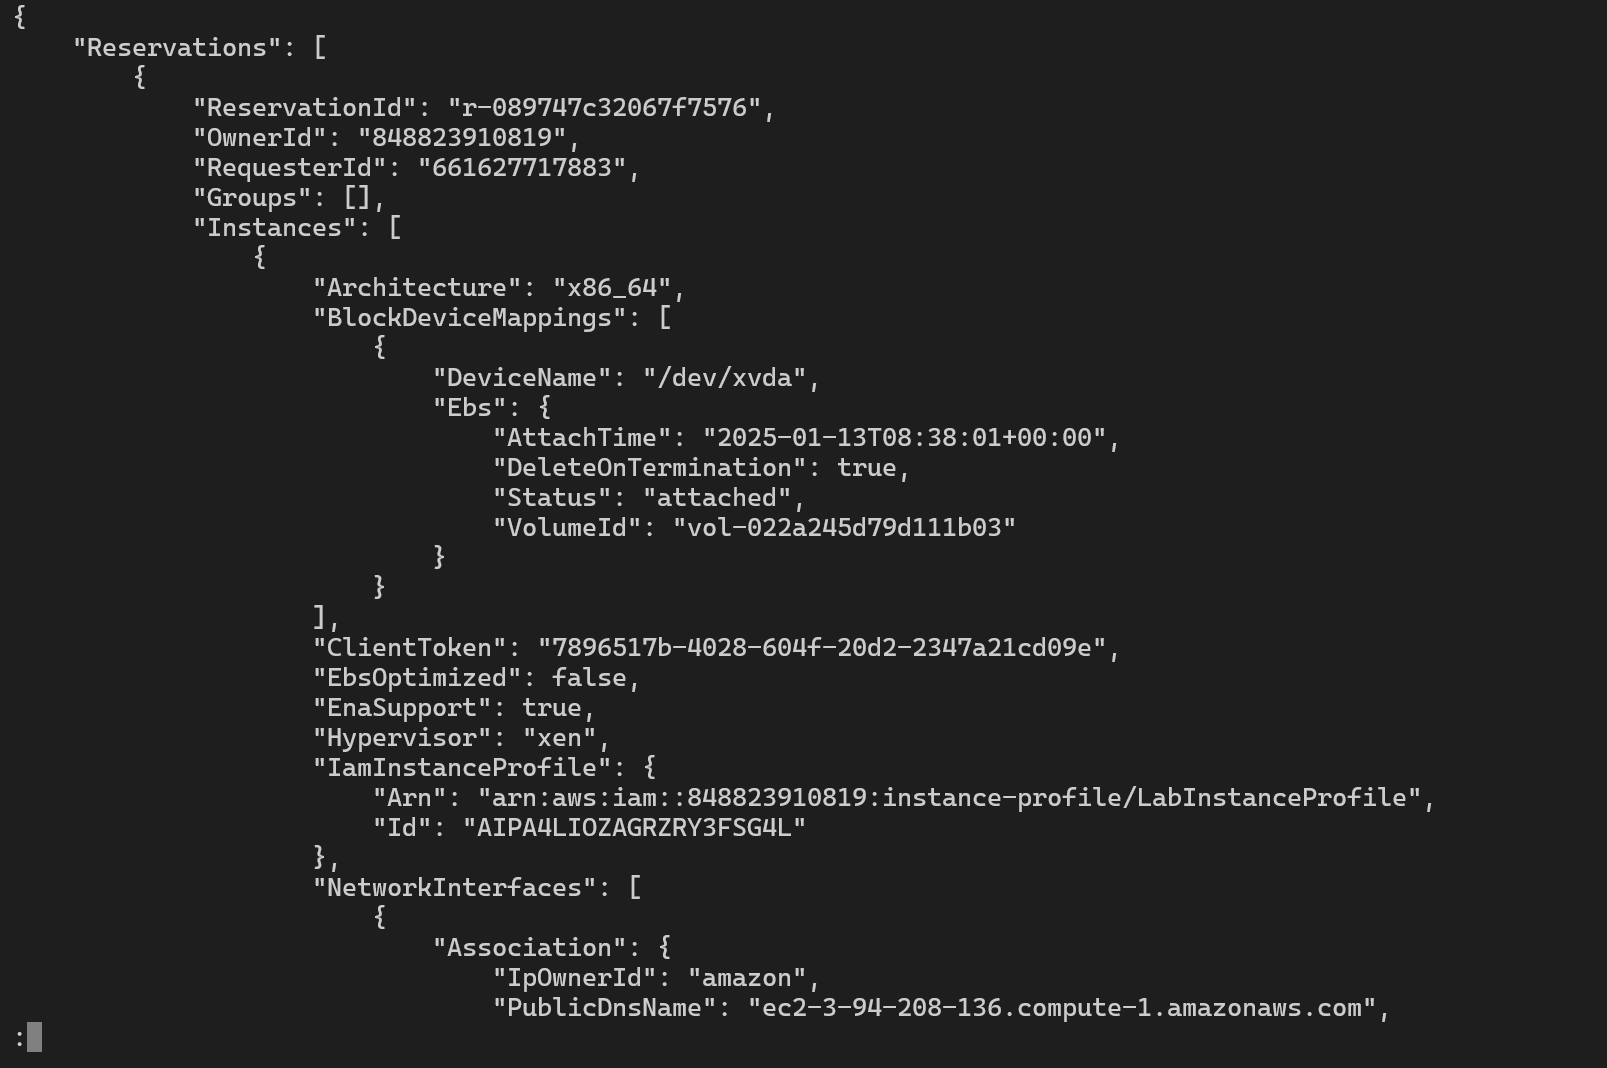 {
    "Reservations": [
        {
            "ReservationId": "r-089747c32067f7576",
            "OwnerId": "848823910819",
            "RequesterId": "661627717883",
            "Groups": [],
            "Instances": [
                {
                    "Architecture": "x86_64",
                    "BlockDeviceMappings": [
                        {
                            "DeviceName": "/dev/xvda",
                            "Ebs": {
                                "AttachTime": "2025-01-13T08:38:01+00:00",
                                "DeleteOnTermination": true,
                                "Status": "attached",
                                "VolumeId": "vol-022a245d79d111b03"
                            }
                        }
                    ],
                    "ClientToken": "7896517b-4028-604f-20d2-2347a21cd09e",
                    "EbsOptimized": false,
                    "EnaSupport": true,
                    "Hypervisor": "xen",
                    "IamInstanceProfile": {
                        "Arn": "arn:aws:iam::848823910819:instance-profile/LabInstanceProfile",
                        "Id": "AIPA4LIOZAGRZRY3FSG4L"
                    },
                    "NetworkInterfaces": [
                        {
                            "Association": {
                                "IpOwnerId": "amazon",
                                "PublicDnsName": "ec2-3-94-208-136.compute-1.amazonaws.com",
: